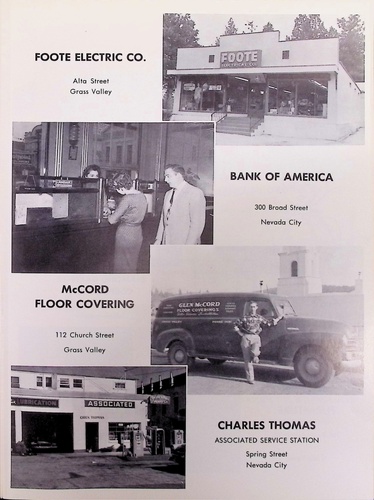 FOOTE ELECTRIC CO.
Alta Street
Grass Valley
FOOTE
BANK OF AMERICA
300 Broad Street
Nevada City
McCORD
FLOOR COVERING
112 Church Street
Grass Valley
GLEN McCORD
FLOOR COVERINGS
LUBRICATION
ASSOCIATED
CHARLES THOMAS
CHARLES THOMAS
ASSOCIATED SERVICE STATION
Spring Street
Nevada City